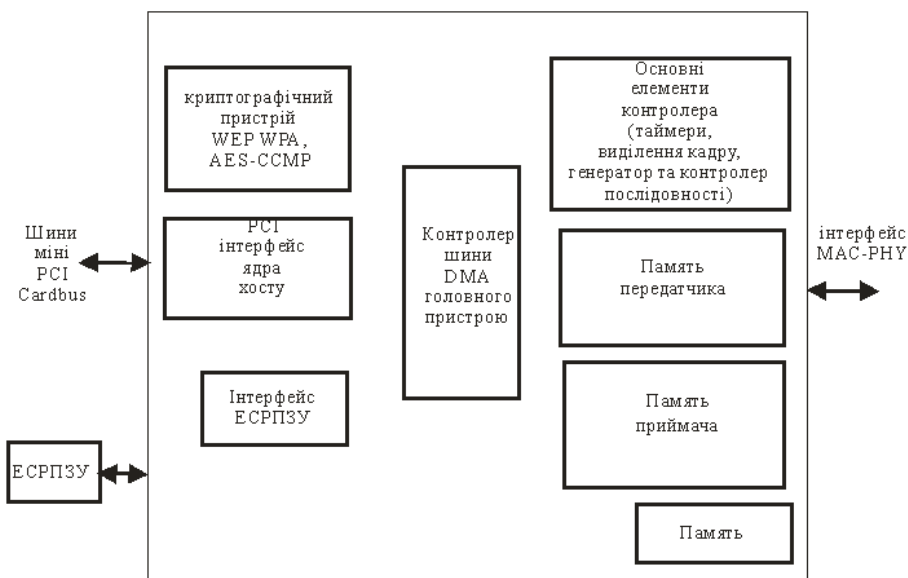 криптографічний
пристрій
WEP WPA,
AES-CCMP
Основні
елементи
контролера
(таймери,
виділення кадру,
генератор та контролер
послідовності)
Шини
міні
PCI
Cardbus
PCI
інтерфейс
ядра
хосту
Контролер
шини
DMA
головного
пристрою
Память
передатчика
інтерфейс
MAC-PHY
Інтерфейс
ЕСРПЗУ
Память
приймача
ЕСРПЗУ
Память